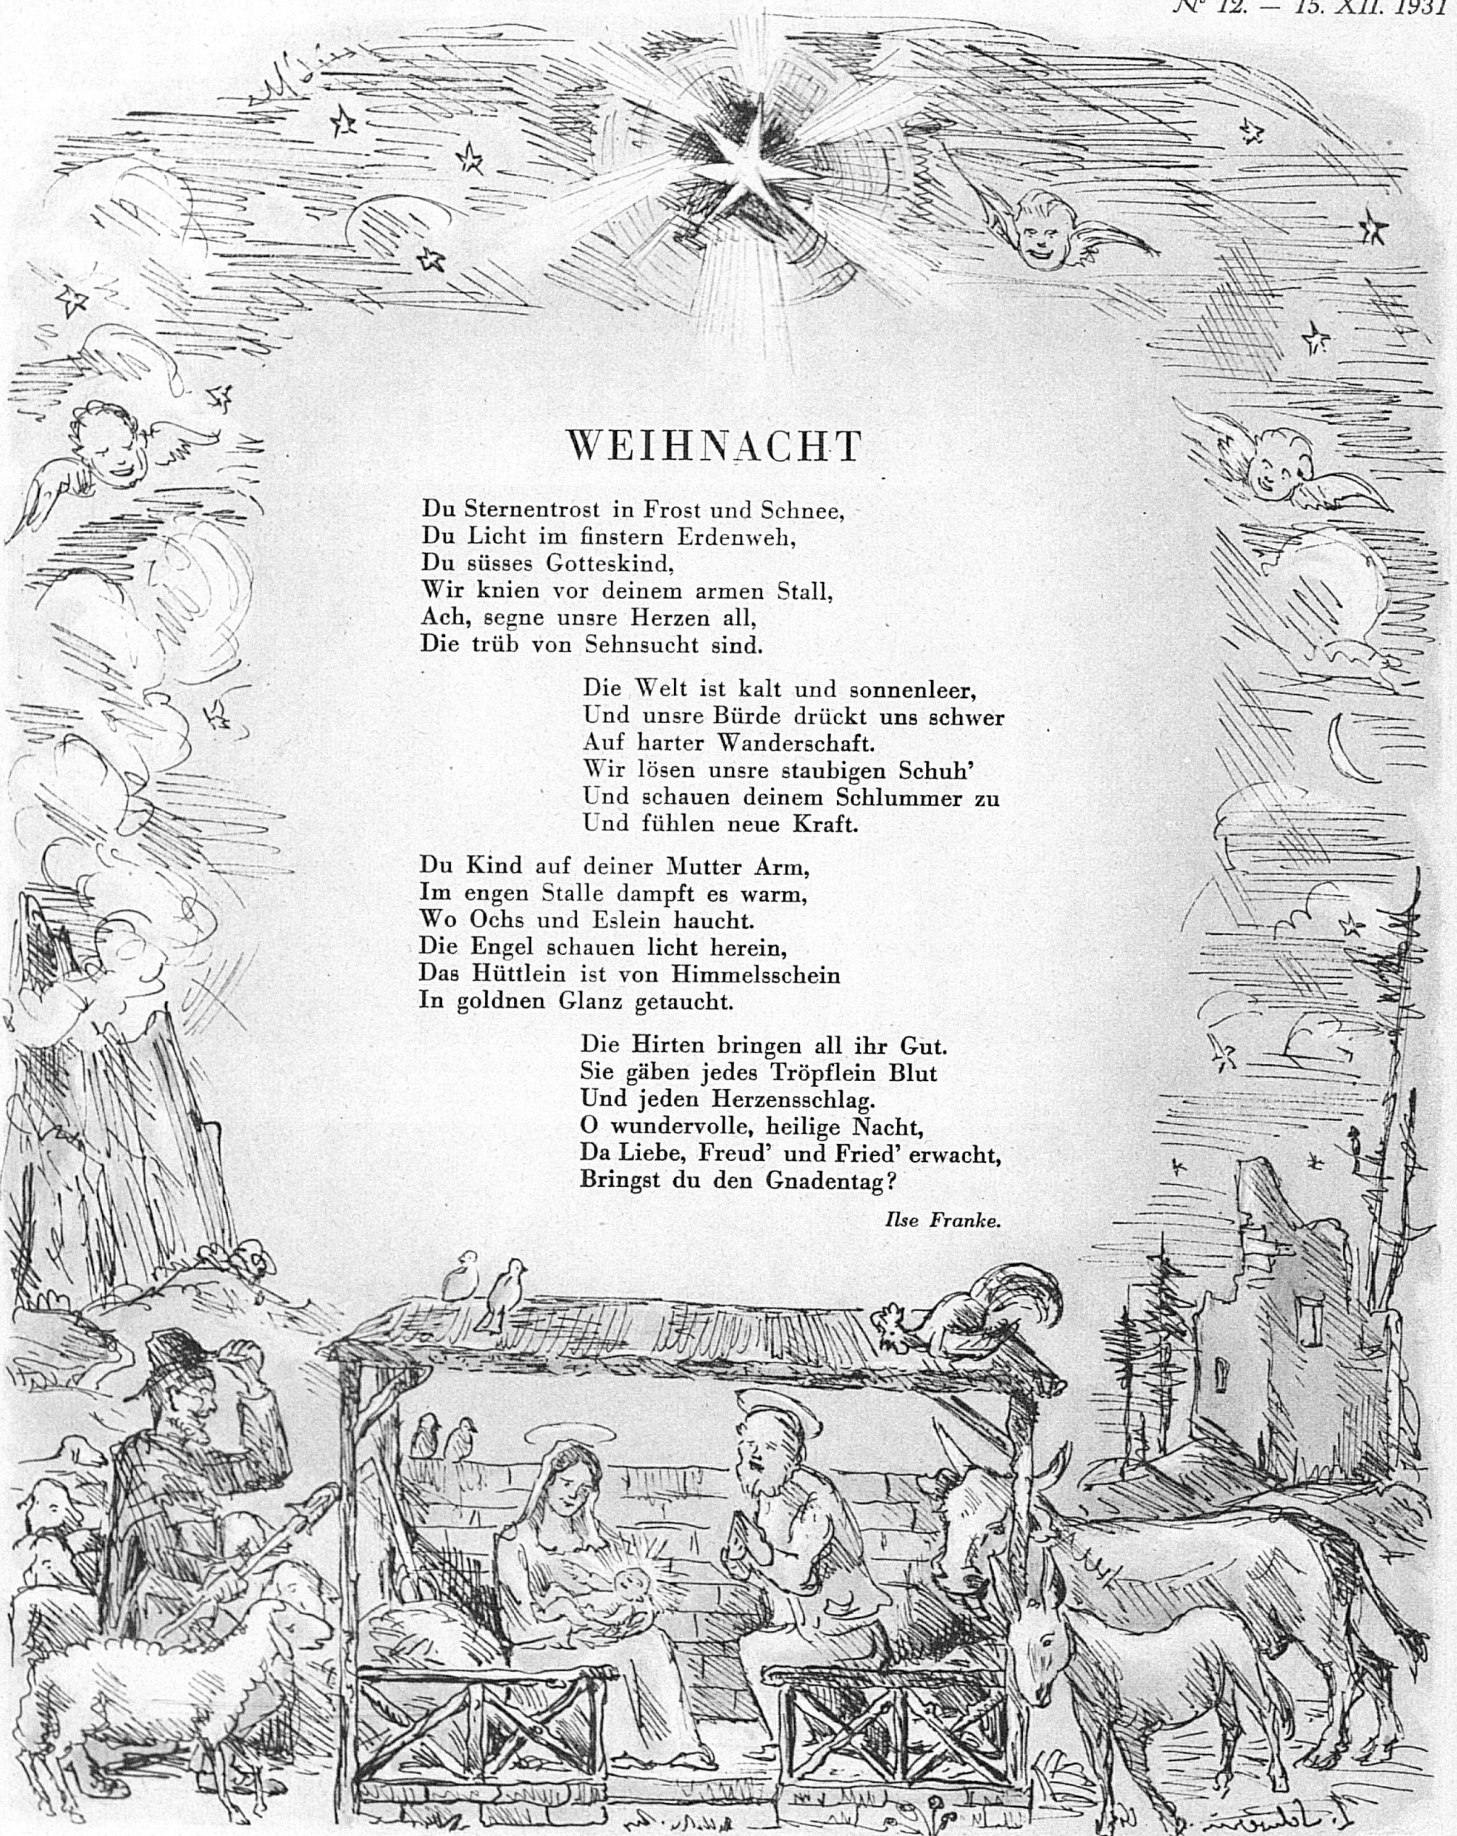 Nº 12. — 15. XII. 1931
WEIHNACHT
Du Sternentrost in Frost und Schnee,
Du Licht im finstern Erdenweh,
Du süsses Gotteskind,
Wir knien vor deinem armen Stall,
Ach, segne unsre Herzen all,
Die trüb von Sehnsucht sind.
Die Welt ist kalt und sonnenleer,
Und unsre Bürde drückt uns schwer
Auf harter Wanderschaft.
Wir lösen unsre staubigen Schuh’
Und schauen deinem Schlummer zu
Und fühlen neue Kraft.
Du Kind auf deiner Mutter Arm,
Im engen Stalle dampft es warm,
Wo Ochs und Eslein haucht.
Die Engel schauen licht herein,
Das Hüttlein ist von Himmelsschein
In goldnen Glanz getaucht.
Die Hirten bringen all ihr Gut.
Sie gäben jedes Tröpflein Blut
Und jeden Herzensschlag.
O wundervolle, heilige Nacht,
Da Liebe, Freud’ und Fried’ erwacht,
Bringst du den Gnadentag?
Ilse Franke.